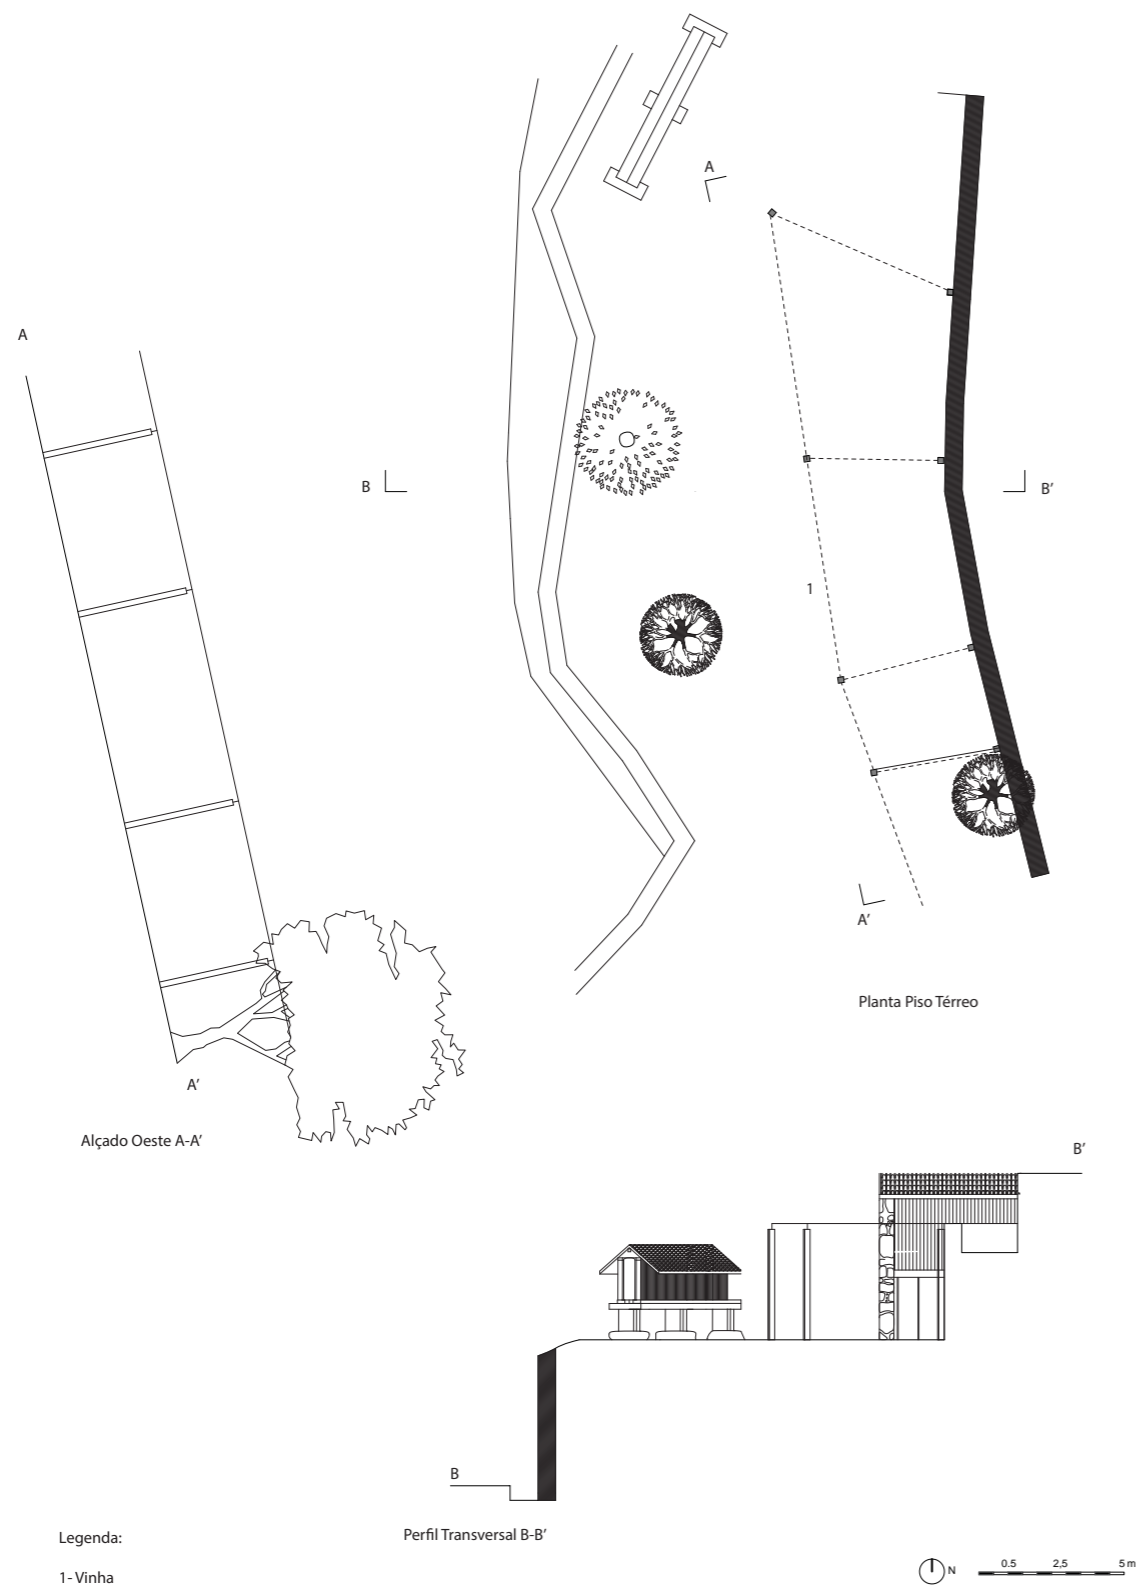 A
A
B
B’
1
A’
Planta Piso Térreo
A’
Alçado Oeste A-A’
B’
B
Perfil Transversal B-B’
Legenda:
1- Vinha
N
0.5 2,5 5 m